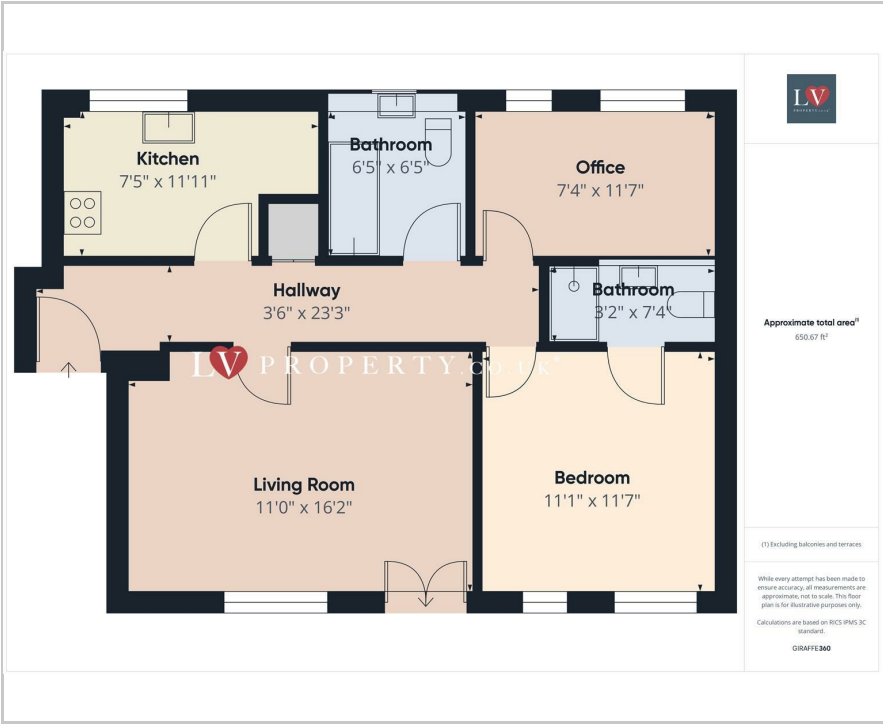 Kitchen
7'5" x 11'11"
Bathroom
6'5" x 6'5"
Office
7'4" x 11'7"
Hallway
3'6" x 23'3"
Bathroom
3'2" x 7'4"
LV PROPERTY.CO.UK
Living Room
11'0" x 16'2"
Bedroom
11'1" x 11'7"
LV
Approximate total area⁽¹⁾
650.67 ft²
(1) Excluding balconies and terraces
While every attempt has been made to
ensure accuracy, all measurements are
approximate, not to scale. This floor
plan is for illustrative purposes only.
Calculations are based on RICS IPMS 3C
standard.
GIRAFFE360